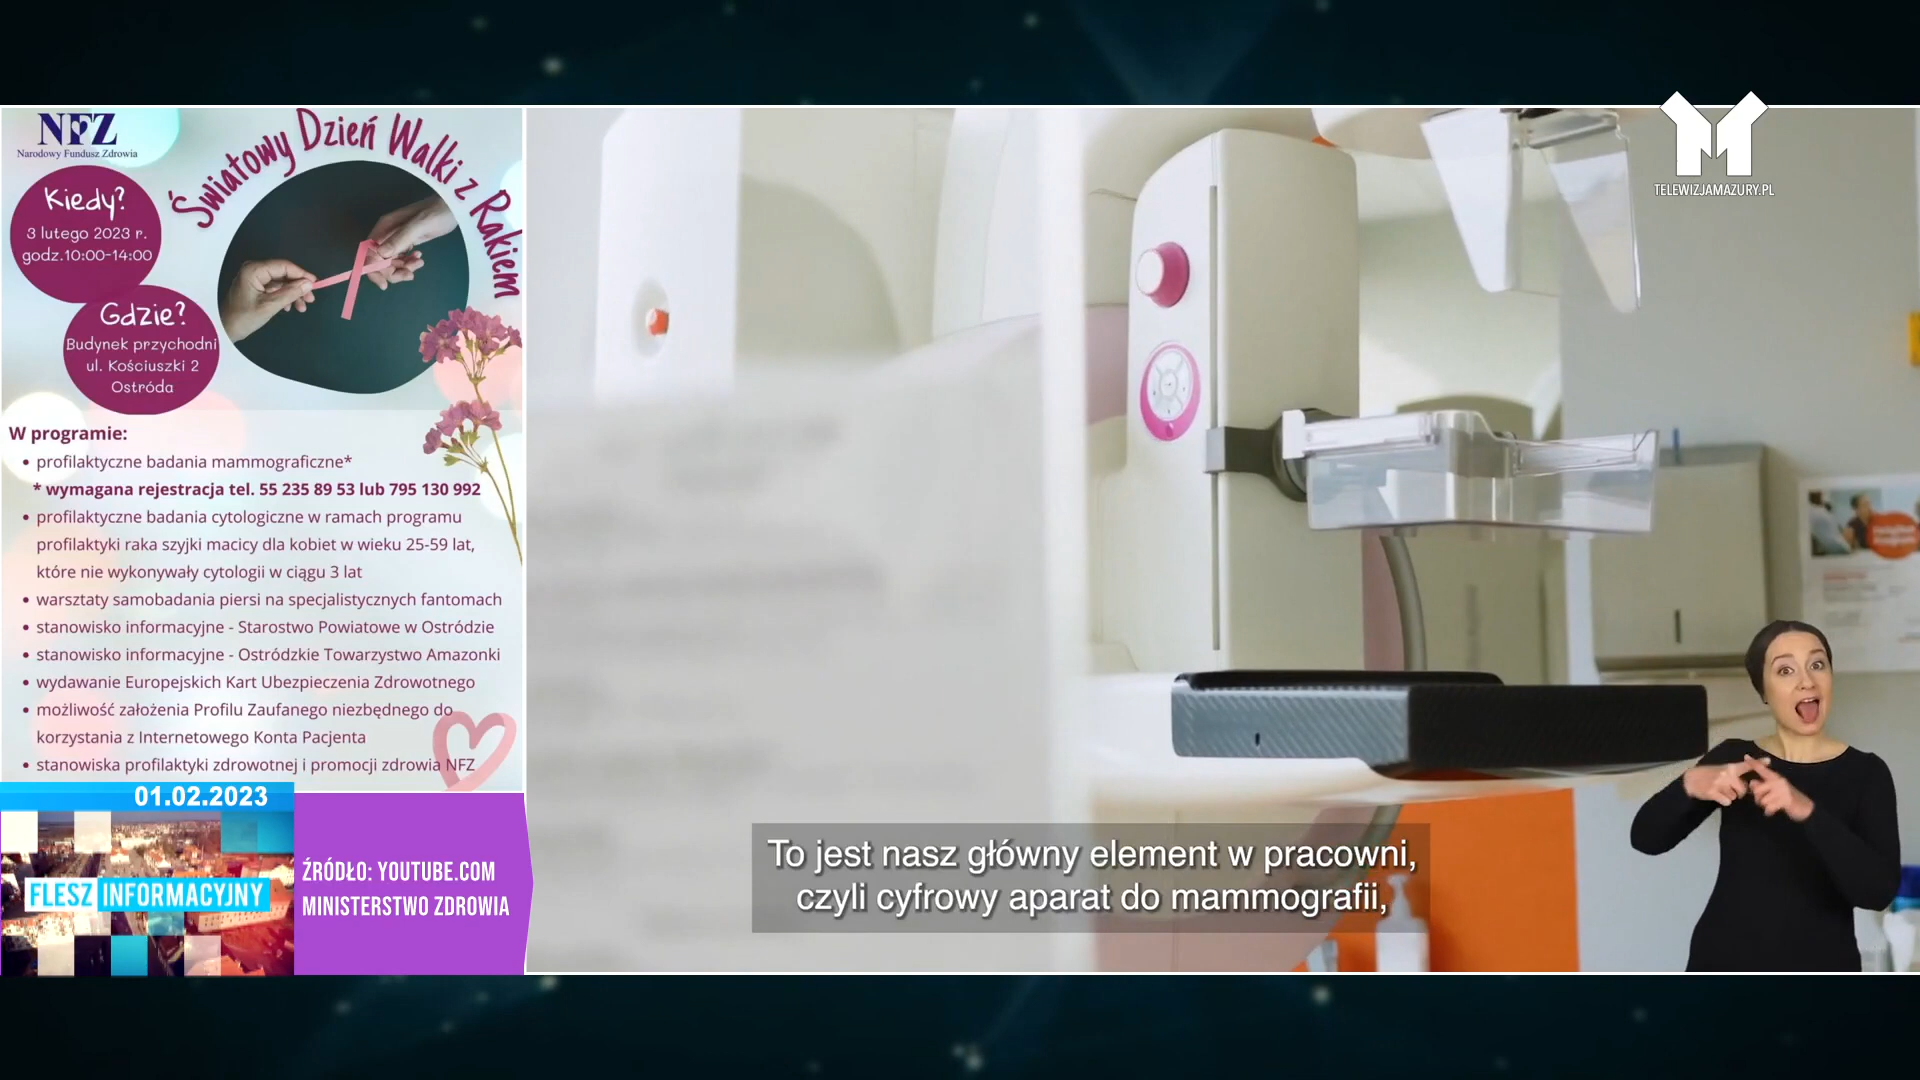 NFZ
Narodowy Fundusz Zdrowia
Światowy Dzień Walki z Rakiem
Kiedy?
3 lutego 2023 r.
godz.10:00-14:00
Gdzie?
Budynek przychodni
ul. Kościuszki 2
Ostróda
W programie:
• profilaktyczne badania mammograficzne*
* wymagana rejestracja tel. 55 235 89 53 lub 795 130 992
• profilaktyczne badania cytologiczne w ramach programu
profilaktyki raka szyjki macicy dla kobiet w wieku 25-59 lat,
które nie wykonywały cytologii w ciągu 3 lat
• warsztaty samobadania piersi na specjalistycznych fantomach
• stanowisko informacyjne - Starostwo Powiatowe w Ostródzie
• stanowisko informacyjne - Ostródzkie Towarzystwo Amazonki
• wydawanie Europejskich Kart Ubezpieczenia Zdrowotnego
• możliwość założenia Profilu Zaufanego niezbędnego do
korzystania z Internetowego Konta Pacjenta
• stanowiska profilaktyki zdrowotnej i promocji zdrowia NFZ
01.02.2023
FLESZ INFORMACYJNY
ŹRÓDŁO: YOUTUBE.COM
MINISTERSTWO ZDROWIA
TELEWIZJAMAZURY.PL
To jest nasz główny element w pracowni,
czyli cyfrowy aparat do mammografii,